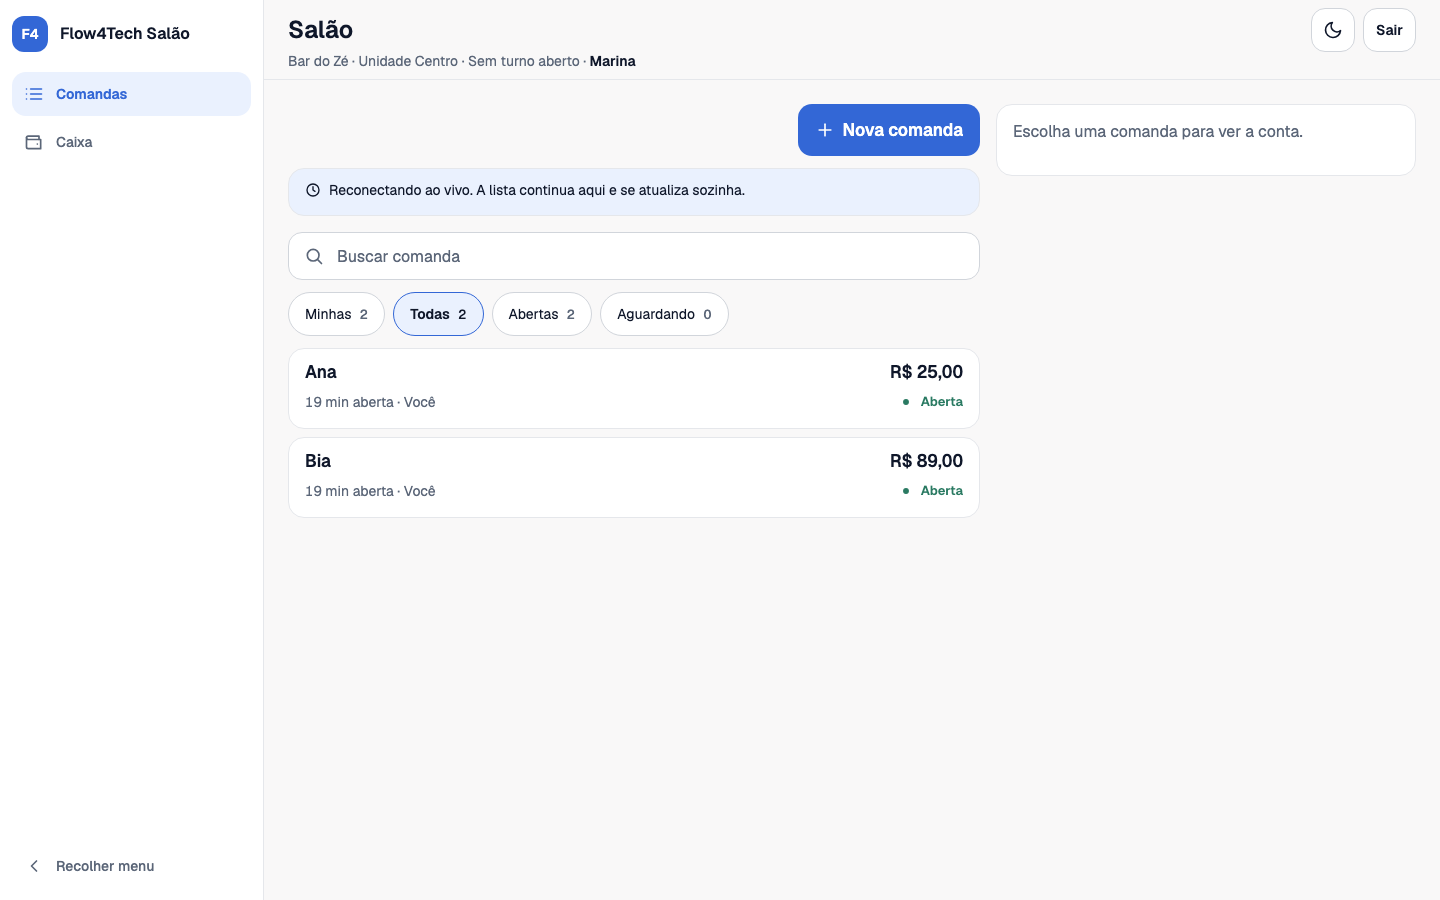 F4 Flow4Tech Salão
Comandas
Caixa
Recolher menu
Salão
Bar do Zé · Unidade Centro · Sem turno aberto · Marina
Sair
Nova comanda
Reconectando ao vivo. A lista continua aqui e se atualiza sozinha.
Buscar comanda
Minhas 2 Todas 2 Abertas 2 Aguardando 0
Ana R$ 25,00
19 min aberta · Você Aberta
Bia R$ 89,00
19 min aberta · Você Aberta
Escolha uma comanda para ver a conta.